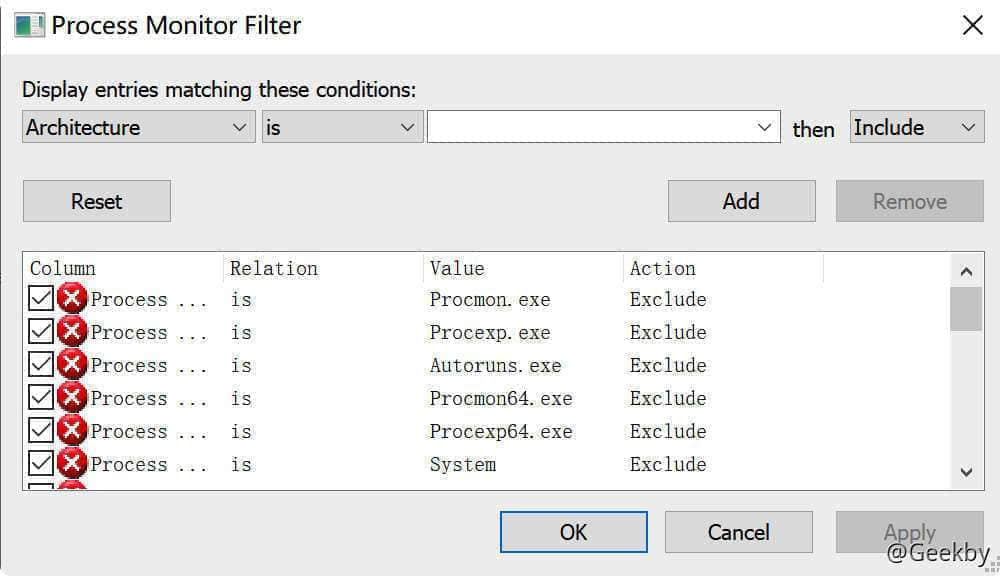 Process Monitor Filter
Display entries matching these conditions:
Architecture is then Include
Reset Add Remove
Column Relation Value Action
Process ... is Procmon.exe Exclude
Process ... is Procexp.exe Exclude
Process ... is Autoruns.exe Exclude
Process ... is Procmon64.exe Exclude
Process ... is Procexp64.exe Exclude
Process ... is System Exclude
OK Cancel Apply
@Geekby